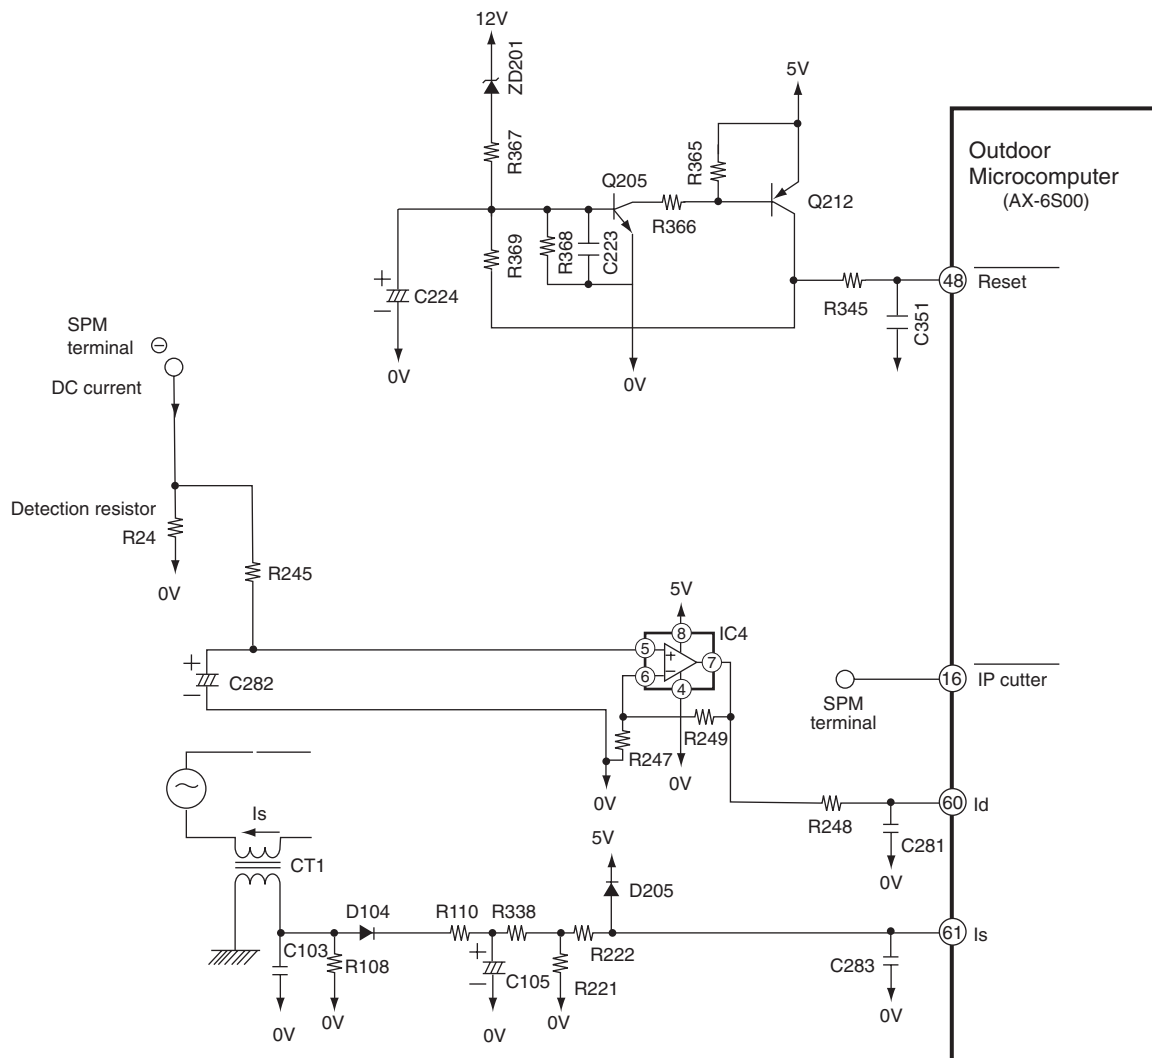 12V
ZD201
5V
R367
R365
Outdoor
Microcomputer
(AX-6S00)
Q205
Q212
R366
R369
R368
C223
+
C224
−
48
Reset
R345
C351
SPM
terminal
−
DC current
0V
0V
Detection resistor
R24
R245
0V
5V
8
IC4
5
+
7
6
−
4
+
C282
−
16
IP cutter
SPM
terminal
R249
R247
0V
0V
60
Id
R248
C281
0V
Is
CT1
5V
D205
D104
R110
R338
61
Is
C103
R108
+
C105
−
R222
R221
C283
0V
0V
0V
0V
0V